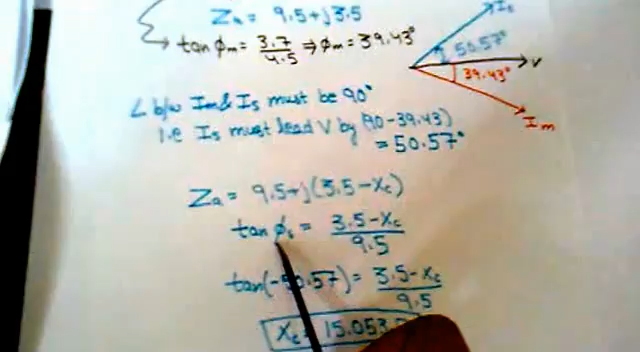 Za = 9.5+j3.5
tan ϕm = 3.7/4.5 ⇒ ϕm = 39.43°
Is
50.57°
V
39.43°
Im
∠ b/w Im & Is must be 90°
i.e Is must lead V by (90-39.43)
= 50.57°
Za = 9.5+j(3.5-Xc)
tan ϕs = 3.5-Xc/9.5
tan(-50.57) = 3.5-Xc/9.5
Xc = 15.053